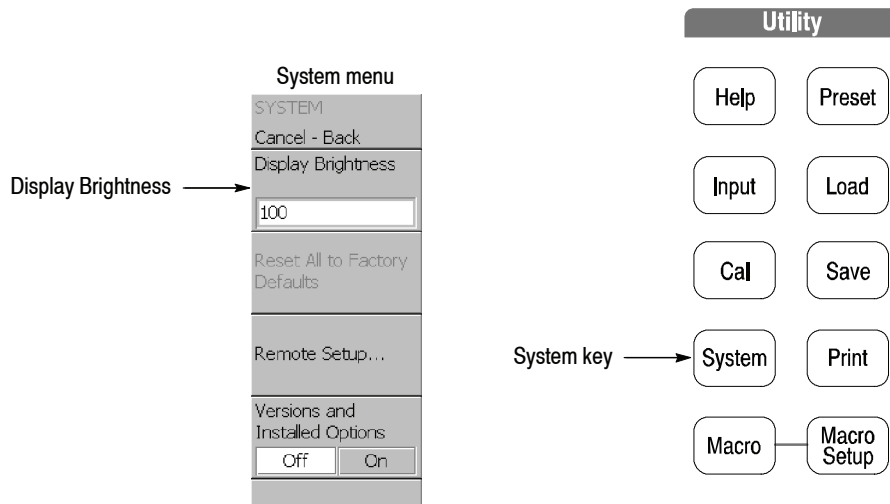 System menu
SYSTEM
Cancel - Back
Display Brightness
Display Brightness
100
Reset All to Factory
Defaults
Remote Setup...
Versions and
Installed Options
Off On
Utility
Help Preset
Input Load
Cal Save
System key
System Print
Macro Macro
Setup